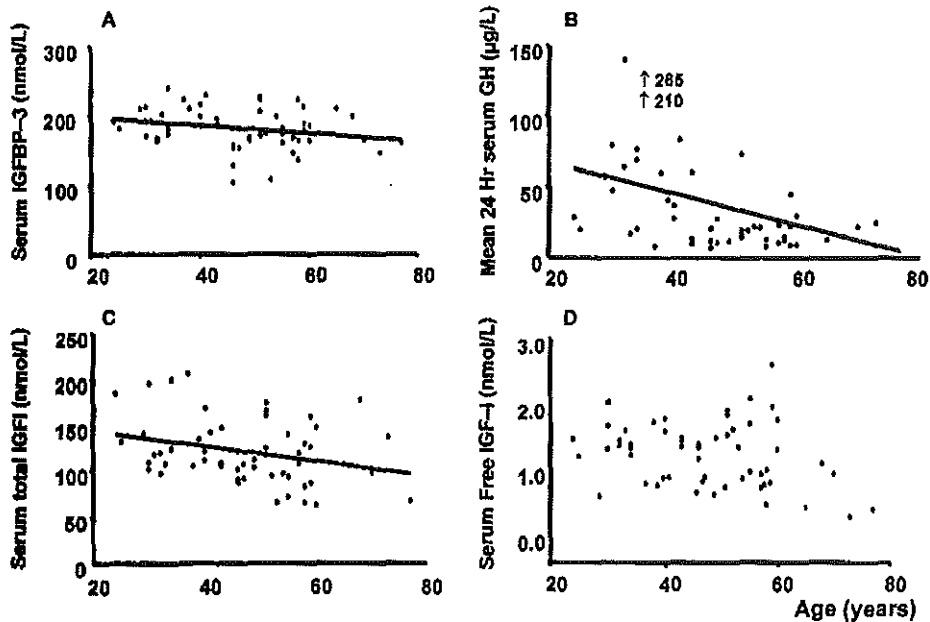 A
Serum IGFBP-3 (nmol/L)
300
200
100
0
20 40 60 80
B
Mean 24 Hr serum GH (µg/L)
150
100
50
0
↑ 265
↑ 210
20 40 60 80
C
Serum total IGFI (nmol/L)
250
200
150
100
50
0
20 40 60 80
D
Serum Free IGF-I (nmol/L)
3.0
2.0
1.0
0.0
20 40 60 80
Age (years)